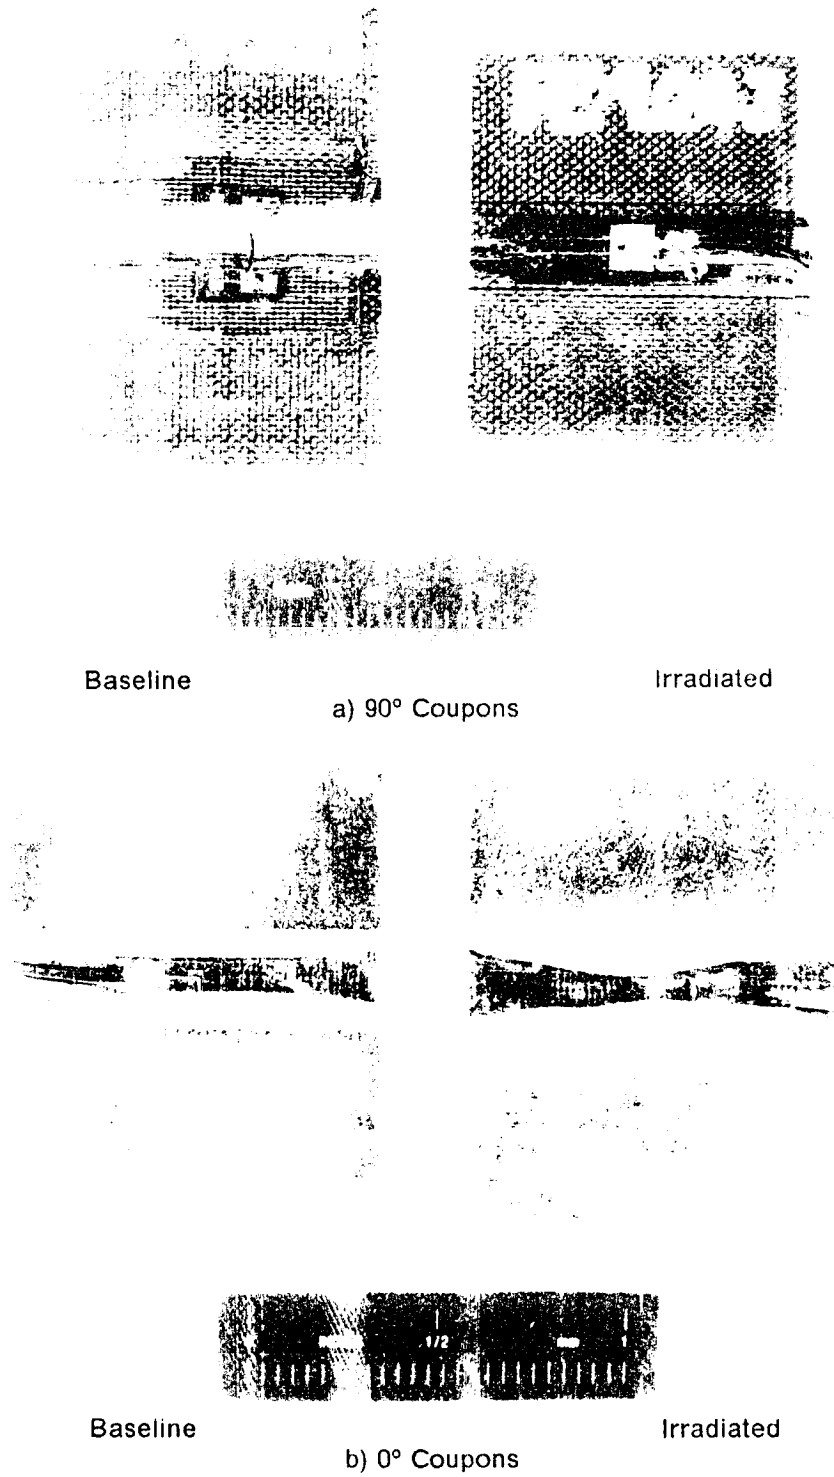 Baseline
Irradiated
a) 90° Coupons
1/2
1
Baseline
Irradiated
b) 0° Coupons